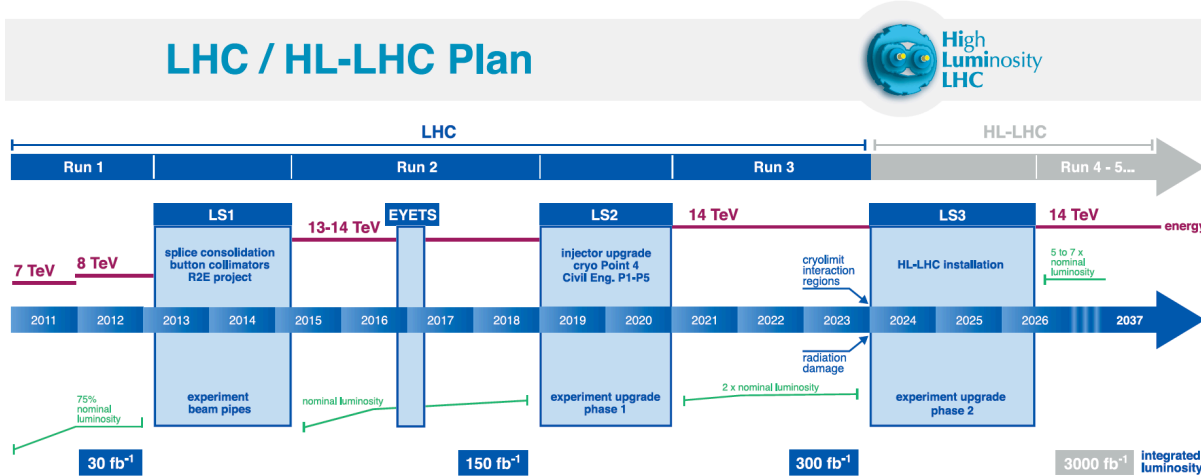 LHC / HL-LHC Plan
High
Luminosity
LHC
LHC
HL-LHC
Run 1
Run 2
Run 3
Run 4 - 5...
LS1
EYETS
LS2
LS3
13-14 TeV
14 TeV
14 TeV
energy
splice consolidation
button collimators
R2E project
injector upgrade
cryo Point 4
Civil Eng. P1-P5
cryolimit
interaction
regions
HL-LHC installation
5 to 7 x
nominal
luminosity
7 TeV
8 TeV
2011
2012
2013
2014
2015
2016
2017
2018
2019
2020
2021
2022
2023
2024
2025
2026
2037
radiation
damage
75%
nominal
luminosity
experiment
beam pipes
nominal luminosity
experiment upgrade
phase 1
2 x nominal luminosity
experiment upgrade
phase 2
30 fb⁻¹
150 fb⁻¹
300 fb⁻¹
3000 fb⁻¹
integrated
luminosity